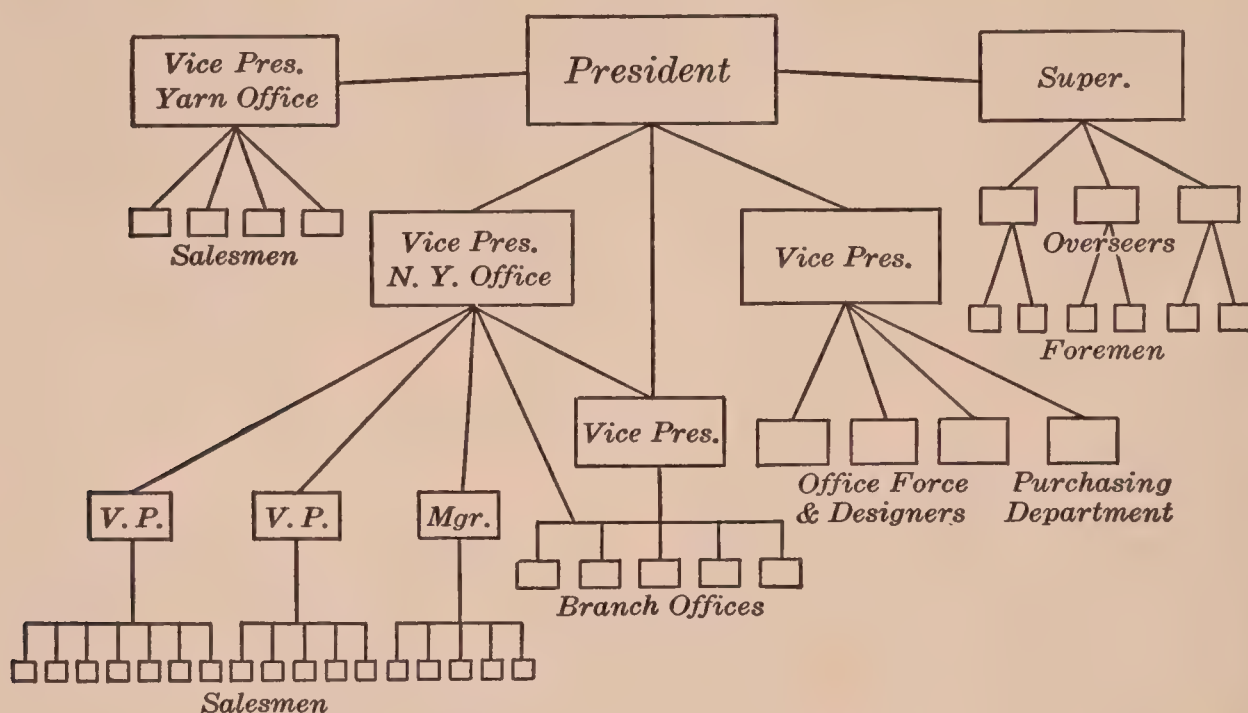 Vice Pres.
Yarn Office
President
Super.
Salesmen
Vice Pres.
N. Y. Office
Vice Pres.
Overseers
Foremen
Vice Pres.
Office Force
& Designers
Purchasing
Department
V. P.
V. P.
Mgr.
Branch Offices
Salesmen